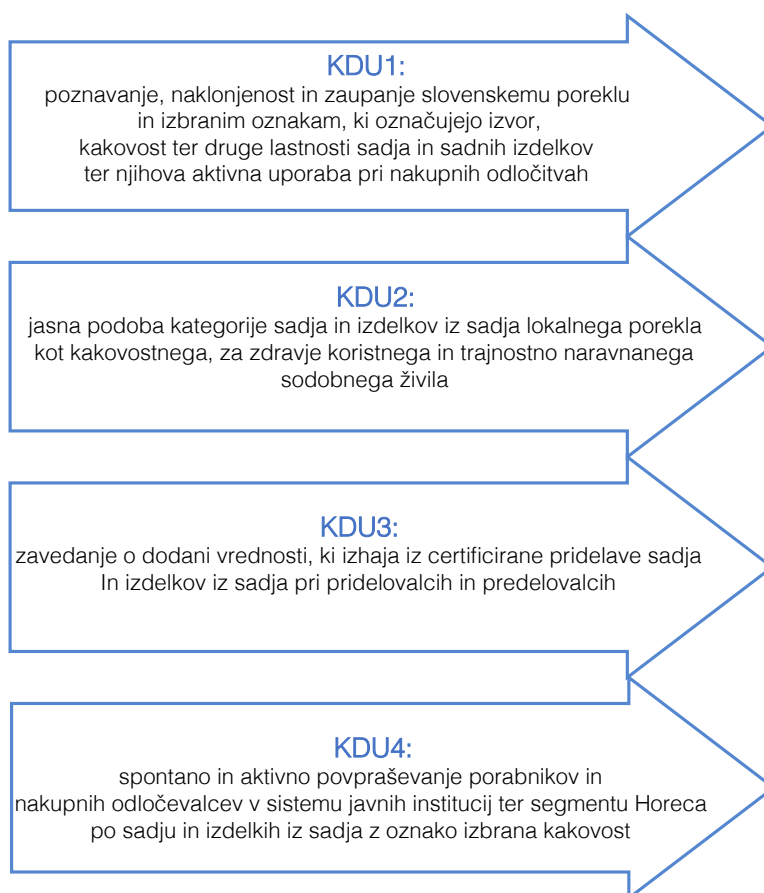 KDU1:
poznavanje, naklonjenost in zaupanje slovenskemu poreklu
in izbranim oznakam, ki označujejo izvor,
kakovost ter druge lastnosti sadja in sadnih izdelkov
ter njihova aktivna uporaba pri nakupnih odločitvah
KDU2:
jasna podoba kategorije sadja in izdelkov iz sadja lokalnega porekla
kot kakovostnega, za zdravje koristnega in trajnostno naravnanega
sodobnega živila
KDU3:
zavedanje o dodani vrednosti, ki izhaja iz certificirane pridelave sadja
In izdelkov iz sadja pri pridelovalcih in predelovalcih
KDU4:
spontano in aktivno povpraševanje porabnikov in
nakupnih odločevalcev v sistemu javnih institucij ter segmentu Horeca
po sadju in izdelkih iz sadja z oznako izbrana kakovost